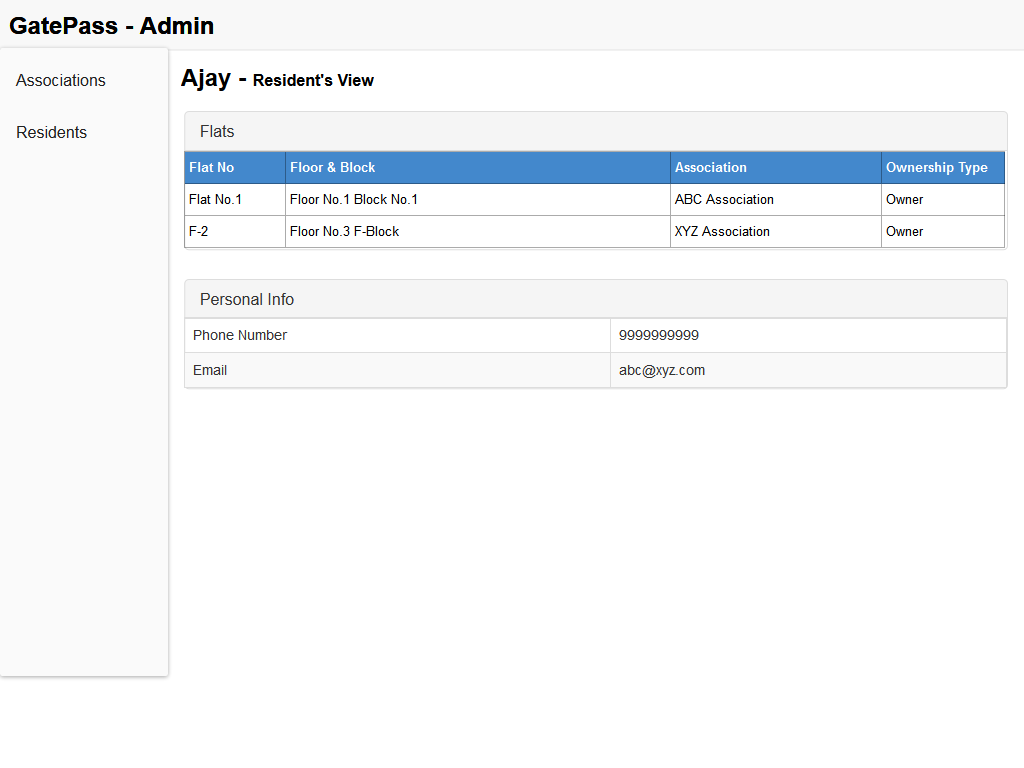 GatePass - Admin
Associations
Residents
Ajay - Resident's View
Flats
Flat No Floor & Block Association Ownership Type
Flat No.1 Floor No.1 Block No.1 ABC Association Owner
F-2 Floor No.3 F-Block XYZ Association Owner
Personal Info
Phone Number 9999999999
Email abc@xyz.com